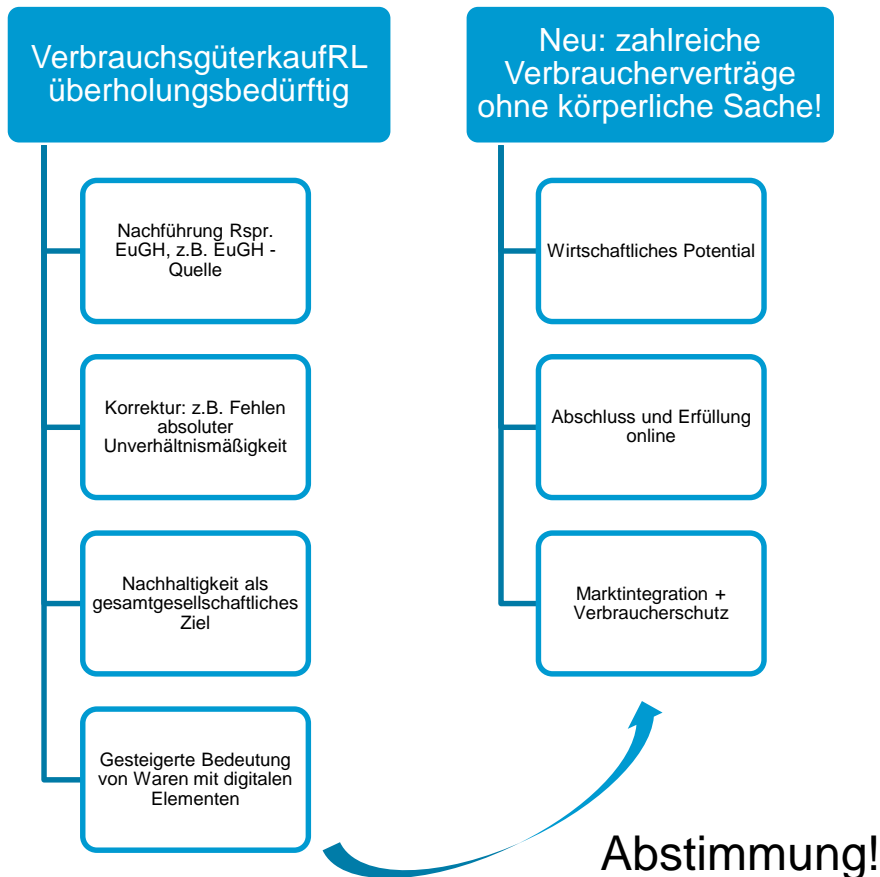 VerbrauchsgüterkaufRL
überholungsbedürftig
Nachführung Rspr.
EuGH, z.B. EuGH -
Quelle
Korrektur: z.B. Fehlen
absoluter
Unverhältnismäßigkeit
Nachhaltigkeit als
gesamtgesellschaftliches
Ziel
Gesteigerte Bedeutung
von Waren mit digitalen
Elementen
Neu: zahlreiche
Verbraucherverträge
ohne körperliche Sache!
Wirtschaftliches Potential
Abschluss und Erfüllung
online
Marktintegration +
Verbraucherschutz
Abstimmung!